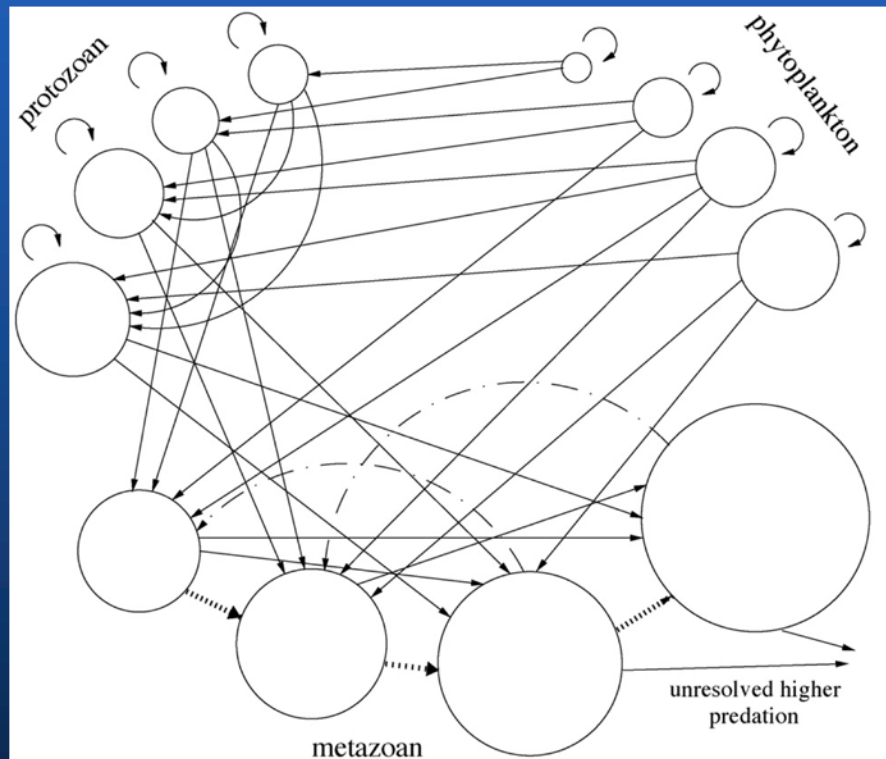 protozoan
phytoplankton
unresolved higher
predation
metazoan